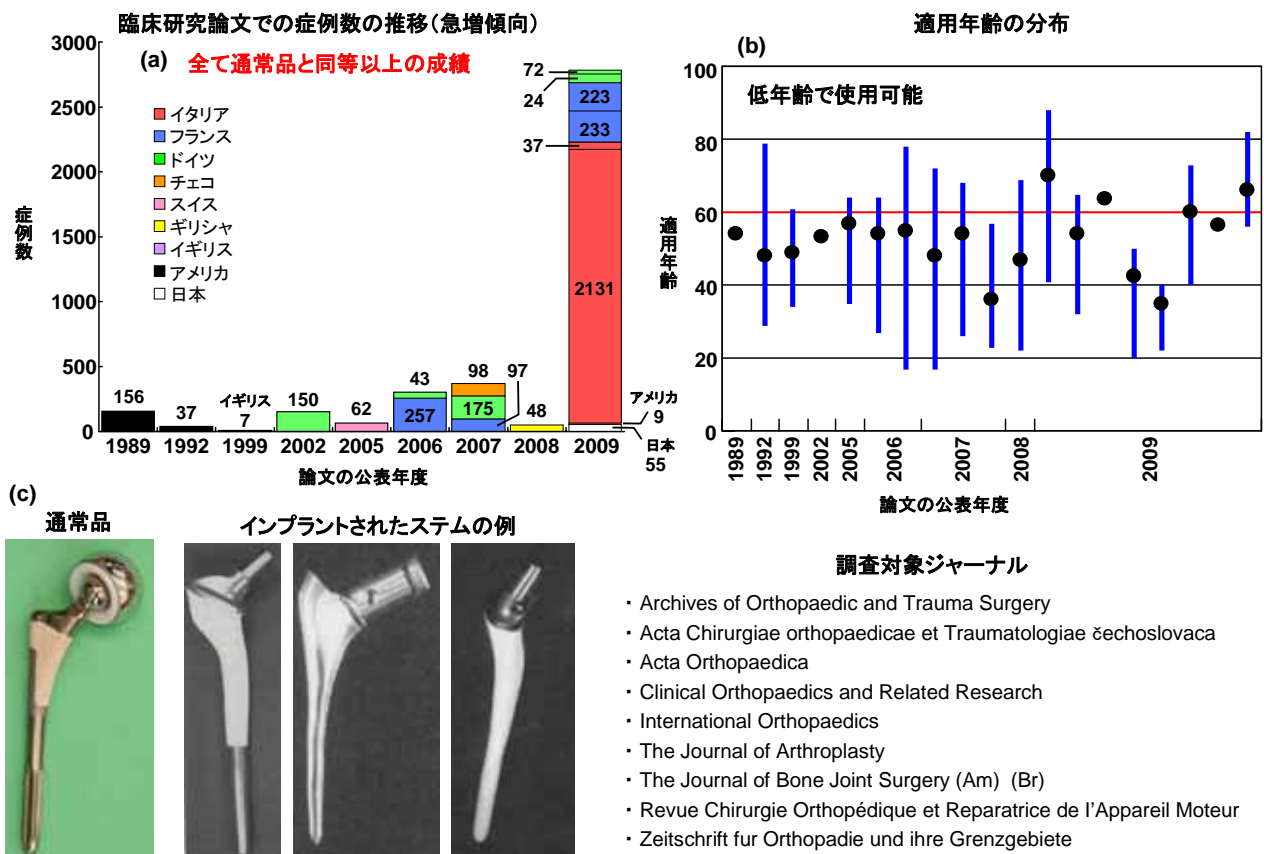 臨床研究論文での症例数の推移(急増傾向)
(a) 全て通常品と同等以上の成績
症例数
3000
2500
2000
1500
1000
500
0
イタリア
フランス
ドイツ
チェコ
スイス
ギリシャ
イギリス
アメリカ
日本
156
37
イギリス
7
150
62
43
257
98
97
175
48
72
24
223
233
37
2131
アメリカ
9
日本
55
1989 1992 1999 2002 2005 2006 2007 2008 2009
論文の公表年度
適用年齢の分布
(b)
低年齢で使用可能
適用年齢
100
80
60
40
20
0
1989 1992 1999 2002 2005 2006 2007 2008 2009
論文の公表年度
(c)
通常品
インプラントされたステムの例
調査対象ジャーナル
・Archives of Orthopaedic and Trauma Surgery
・Acta Chirurgiae orthopaedicae et Traumatologiae čechoslovaca
・Acta Orthopaedica
・Clinical Orthopaedics and Related Research
・International Orthopaedics
・The Journal of Arthroplasty
・The Journal of Bone Joint Surgery (Am) (Br)
・Revue Chirurgie Orthopédique et Reparatrice de l'Appareil Moteur
・Zeitschrift fur Orthopadie und ihre Grenzgebiete